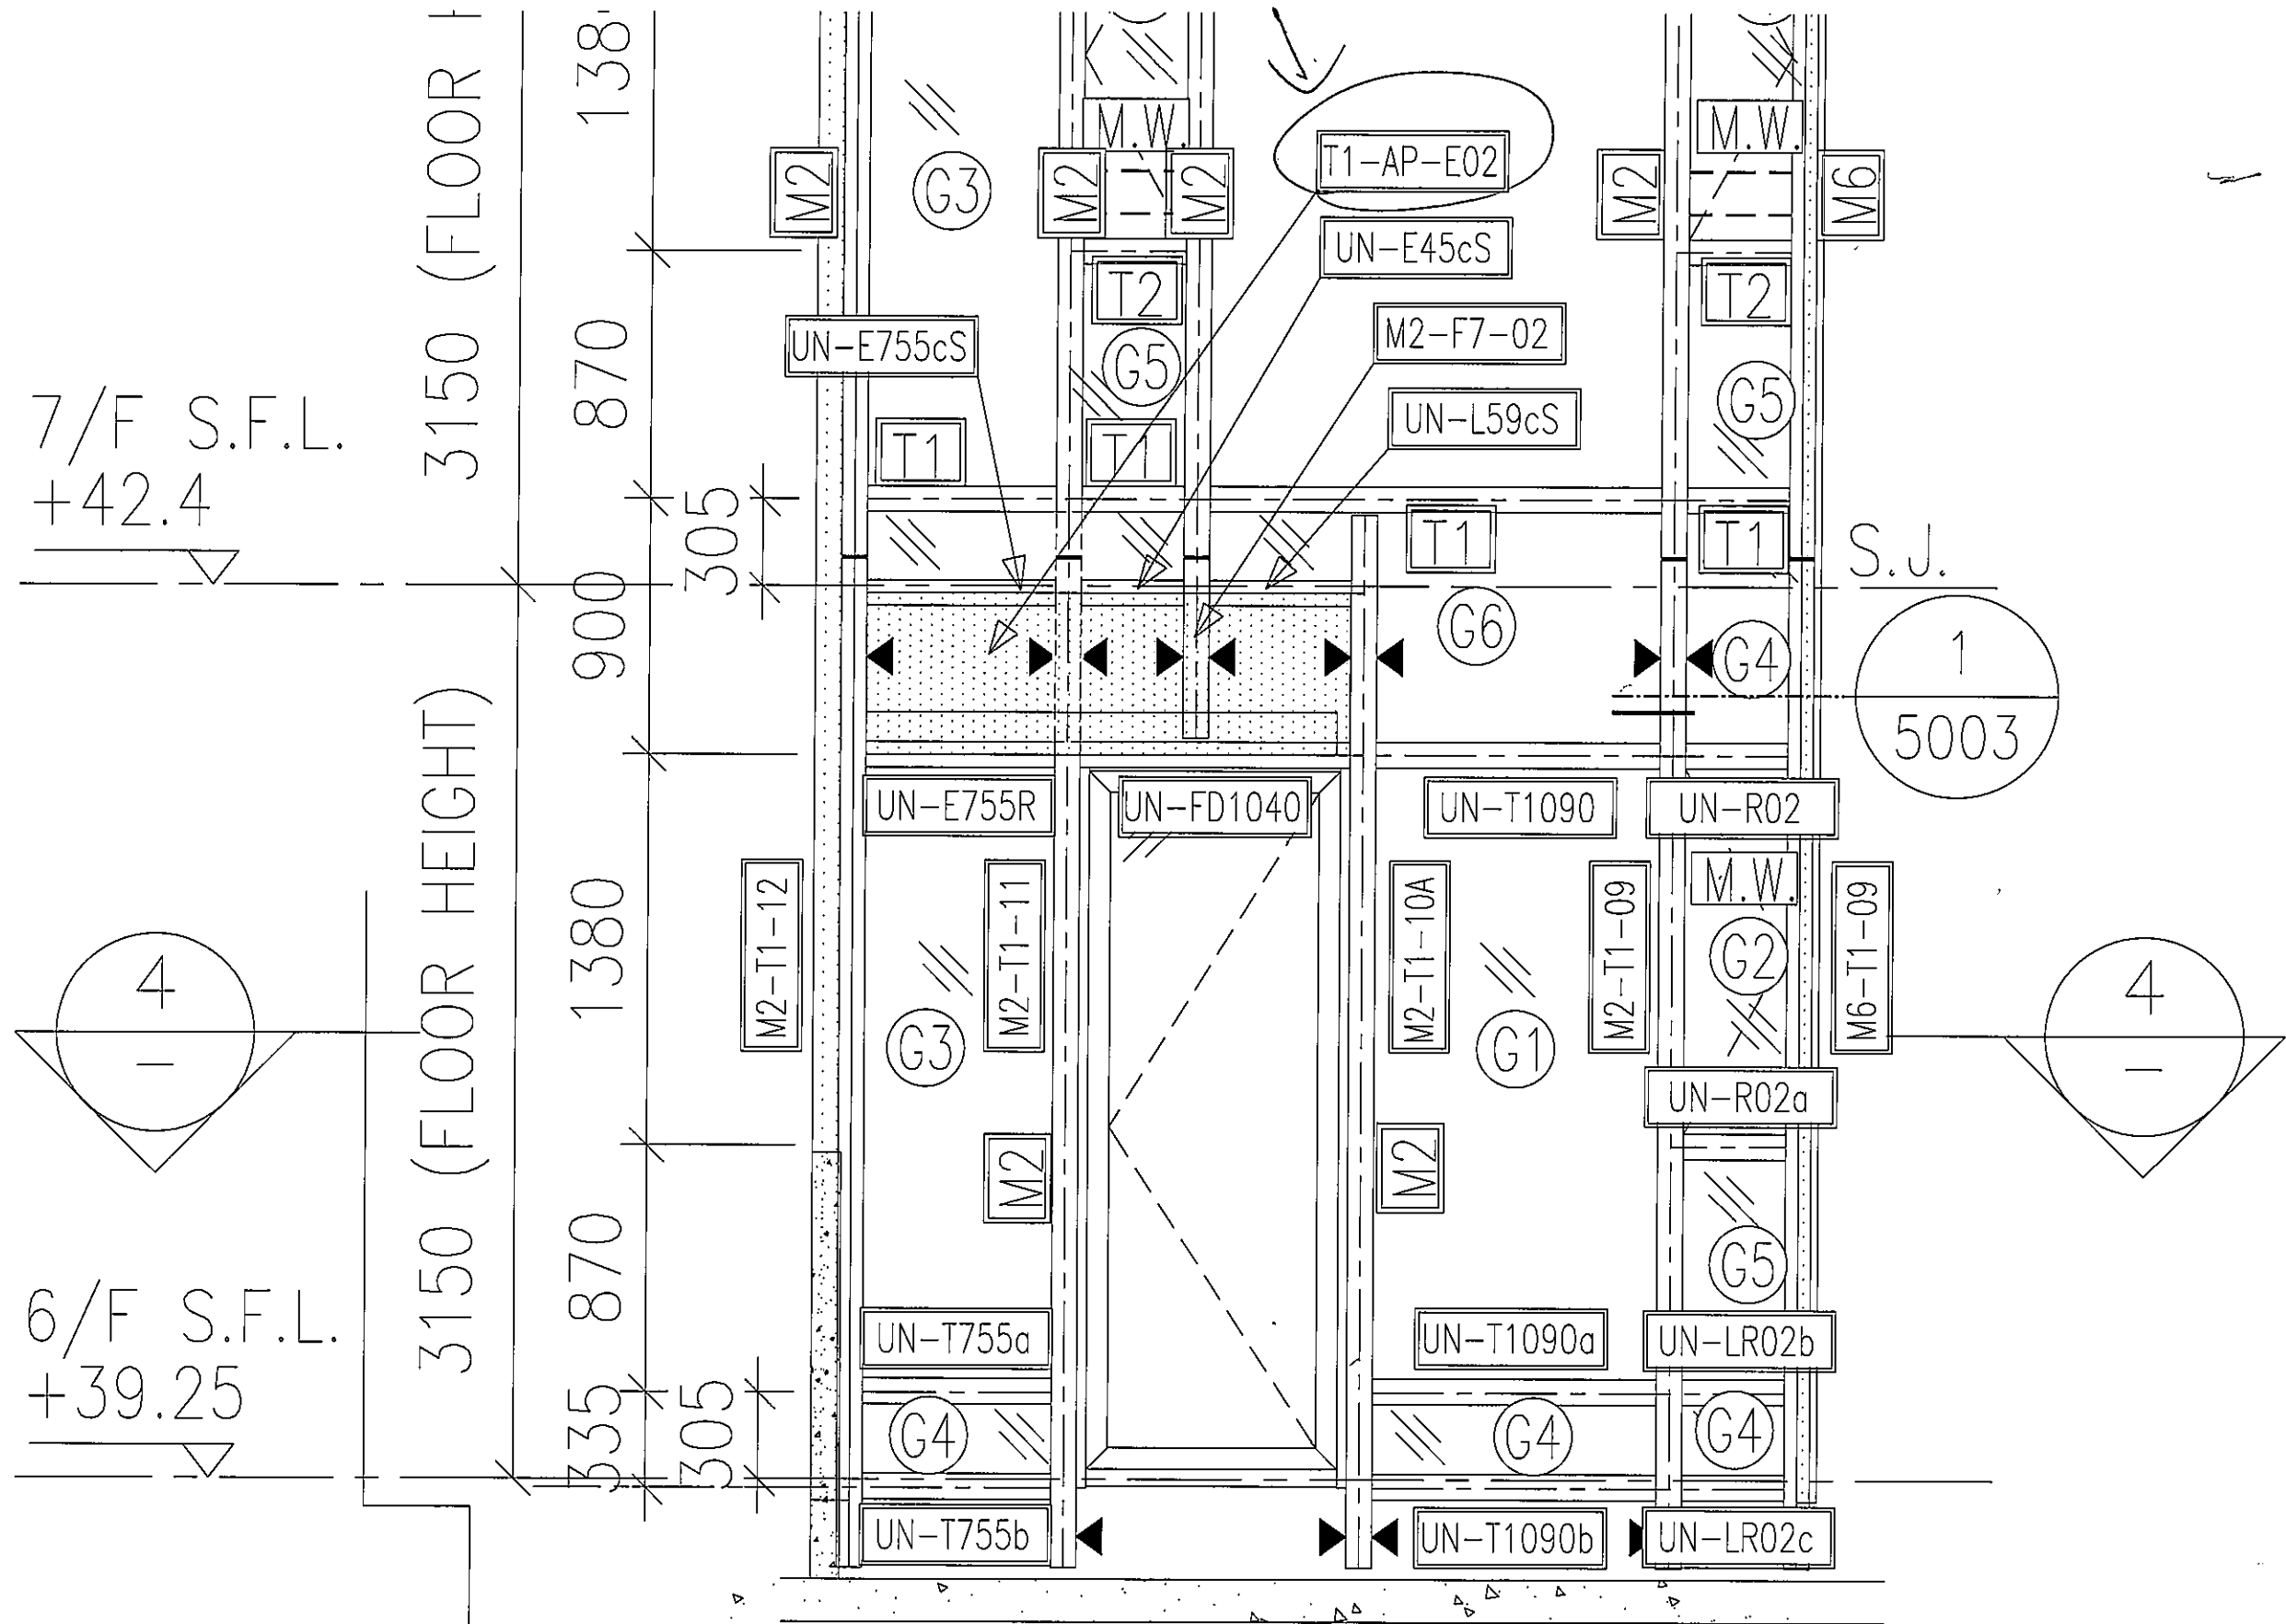 (FLOOR
138
M.W.
M.W.
T1-AP-E02
M2
G3
M2
M2
M2
M6
UN-E45cS
T2
T2
M2-F7-02
UN-E755cS
G5
G5
UN-L59cS
3150
870
7/F S.F.L.
+42.4
T1
T1
305
T1
T1
S.J.
900
G6
G4
1
5003
UN-E755R
UN-FD1040
UN-T1090
UN-R02
(FLOOR HEIGHT)
1380
M2-T1-12
M2-T1-11
M2-T1-10A
M2-T1-09
M.W.
G2
M6-T1-09
4
-
4
-
G3
G1
UN-R02a
M2
M2
3150
870
G5
6/F S.F.L.
+39.25
UN-T755a
UN-T1090a
UN-LR02b
335
305
G4
G4
G4
UN-T755b
UN-T1090b
UN-LR02c